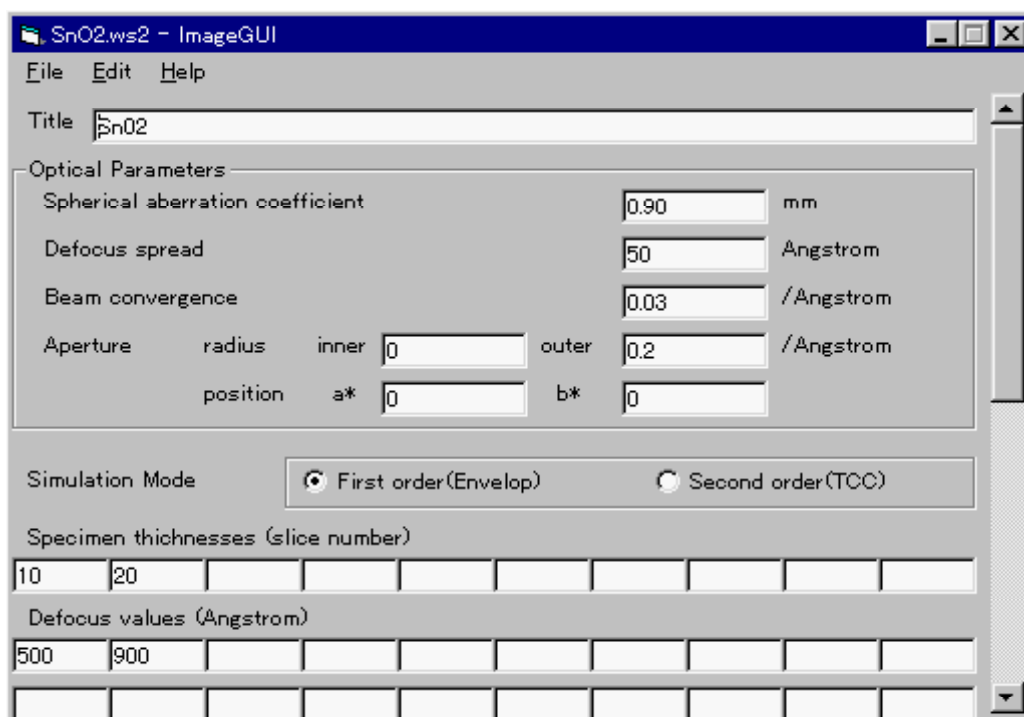 SnO2.ws2 - ImageGUI
File Edit Help
Title SnO2
Optical Parameters
Spherical aberration coefficient 0.90 mm
Defocus spread 50 Angstrom
Beam convergence 0.03 /Angstrom
Aperture radius inner 0 outer 0.2 /Angstrom
position a* 0 b* 0
Simulation Mode First order(Envelop) Second order(TCC)
Specimen thichnesses (slice number)
10 20
Defocus values (Angstrom)
500 900